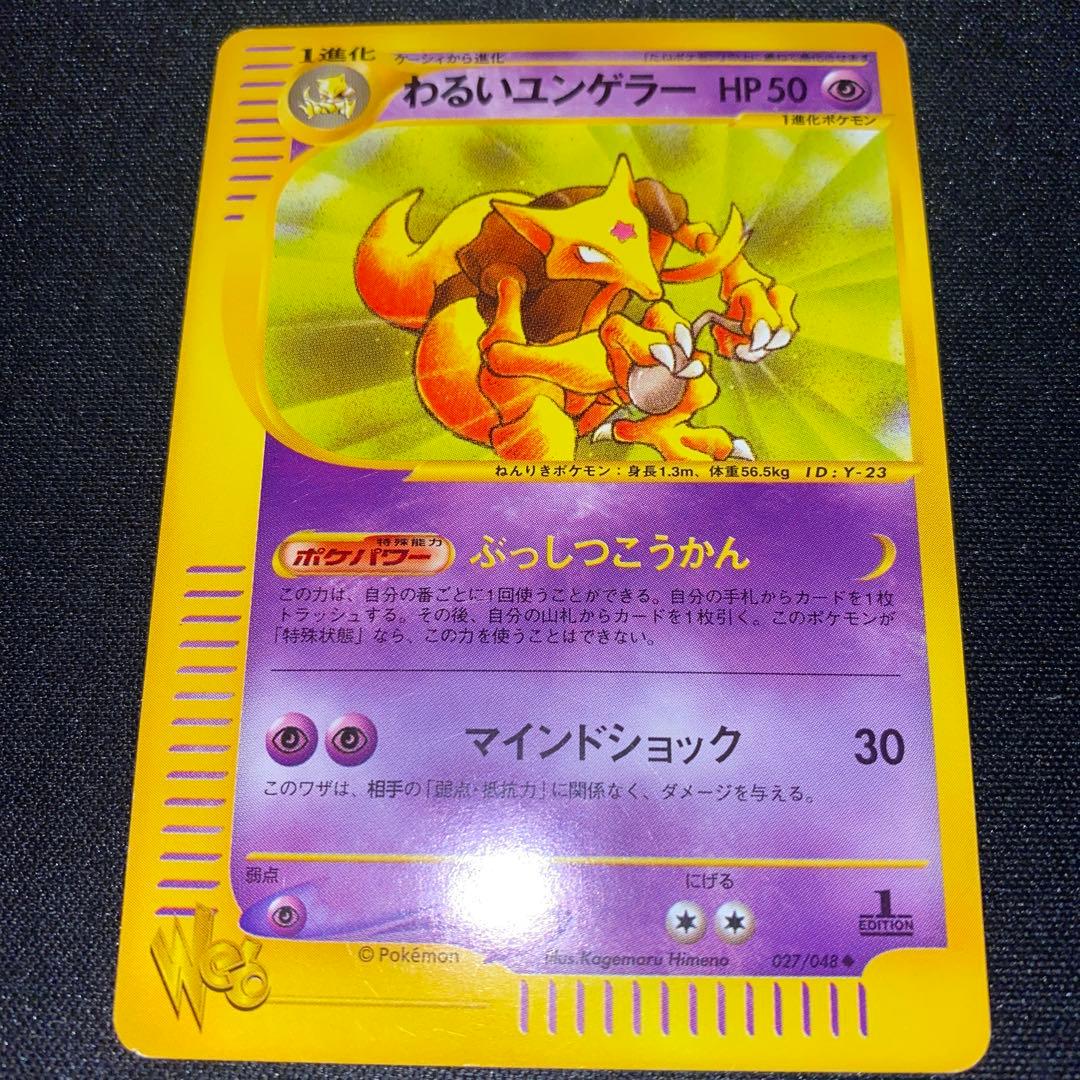 1進化 ケーシィから進化
わるいユンゲラー HP50
1進化ポケモン
ねんりきポケモン：身長1.3m、体重56.5kg ID:Y-23
特殊能力
ポケパワー ぶっしつこうかん
この力は、自分の番ごとに1回使うことができる。自分の手札からカードを1枚
トラッシュする。その後、自分の山札からカードを1枚引く。このポケモンが
「特殊状態」なら、この力を使うことはできない。
マインドショック 30
このワザは、相手の「弱点・抵抗力」に関係なく、ダメージを与える。
弱点 にげる
1
EDITION
Web
© Pokémon illus.Kagemaru Himeno 027/048